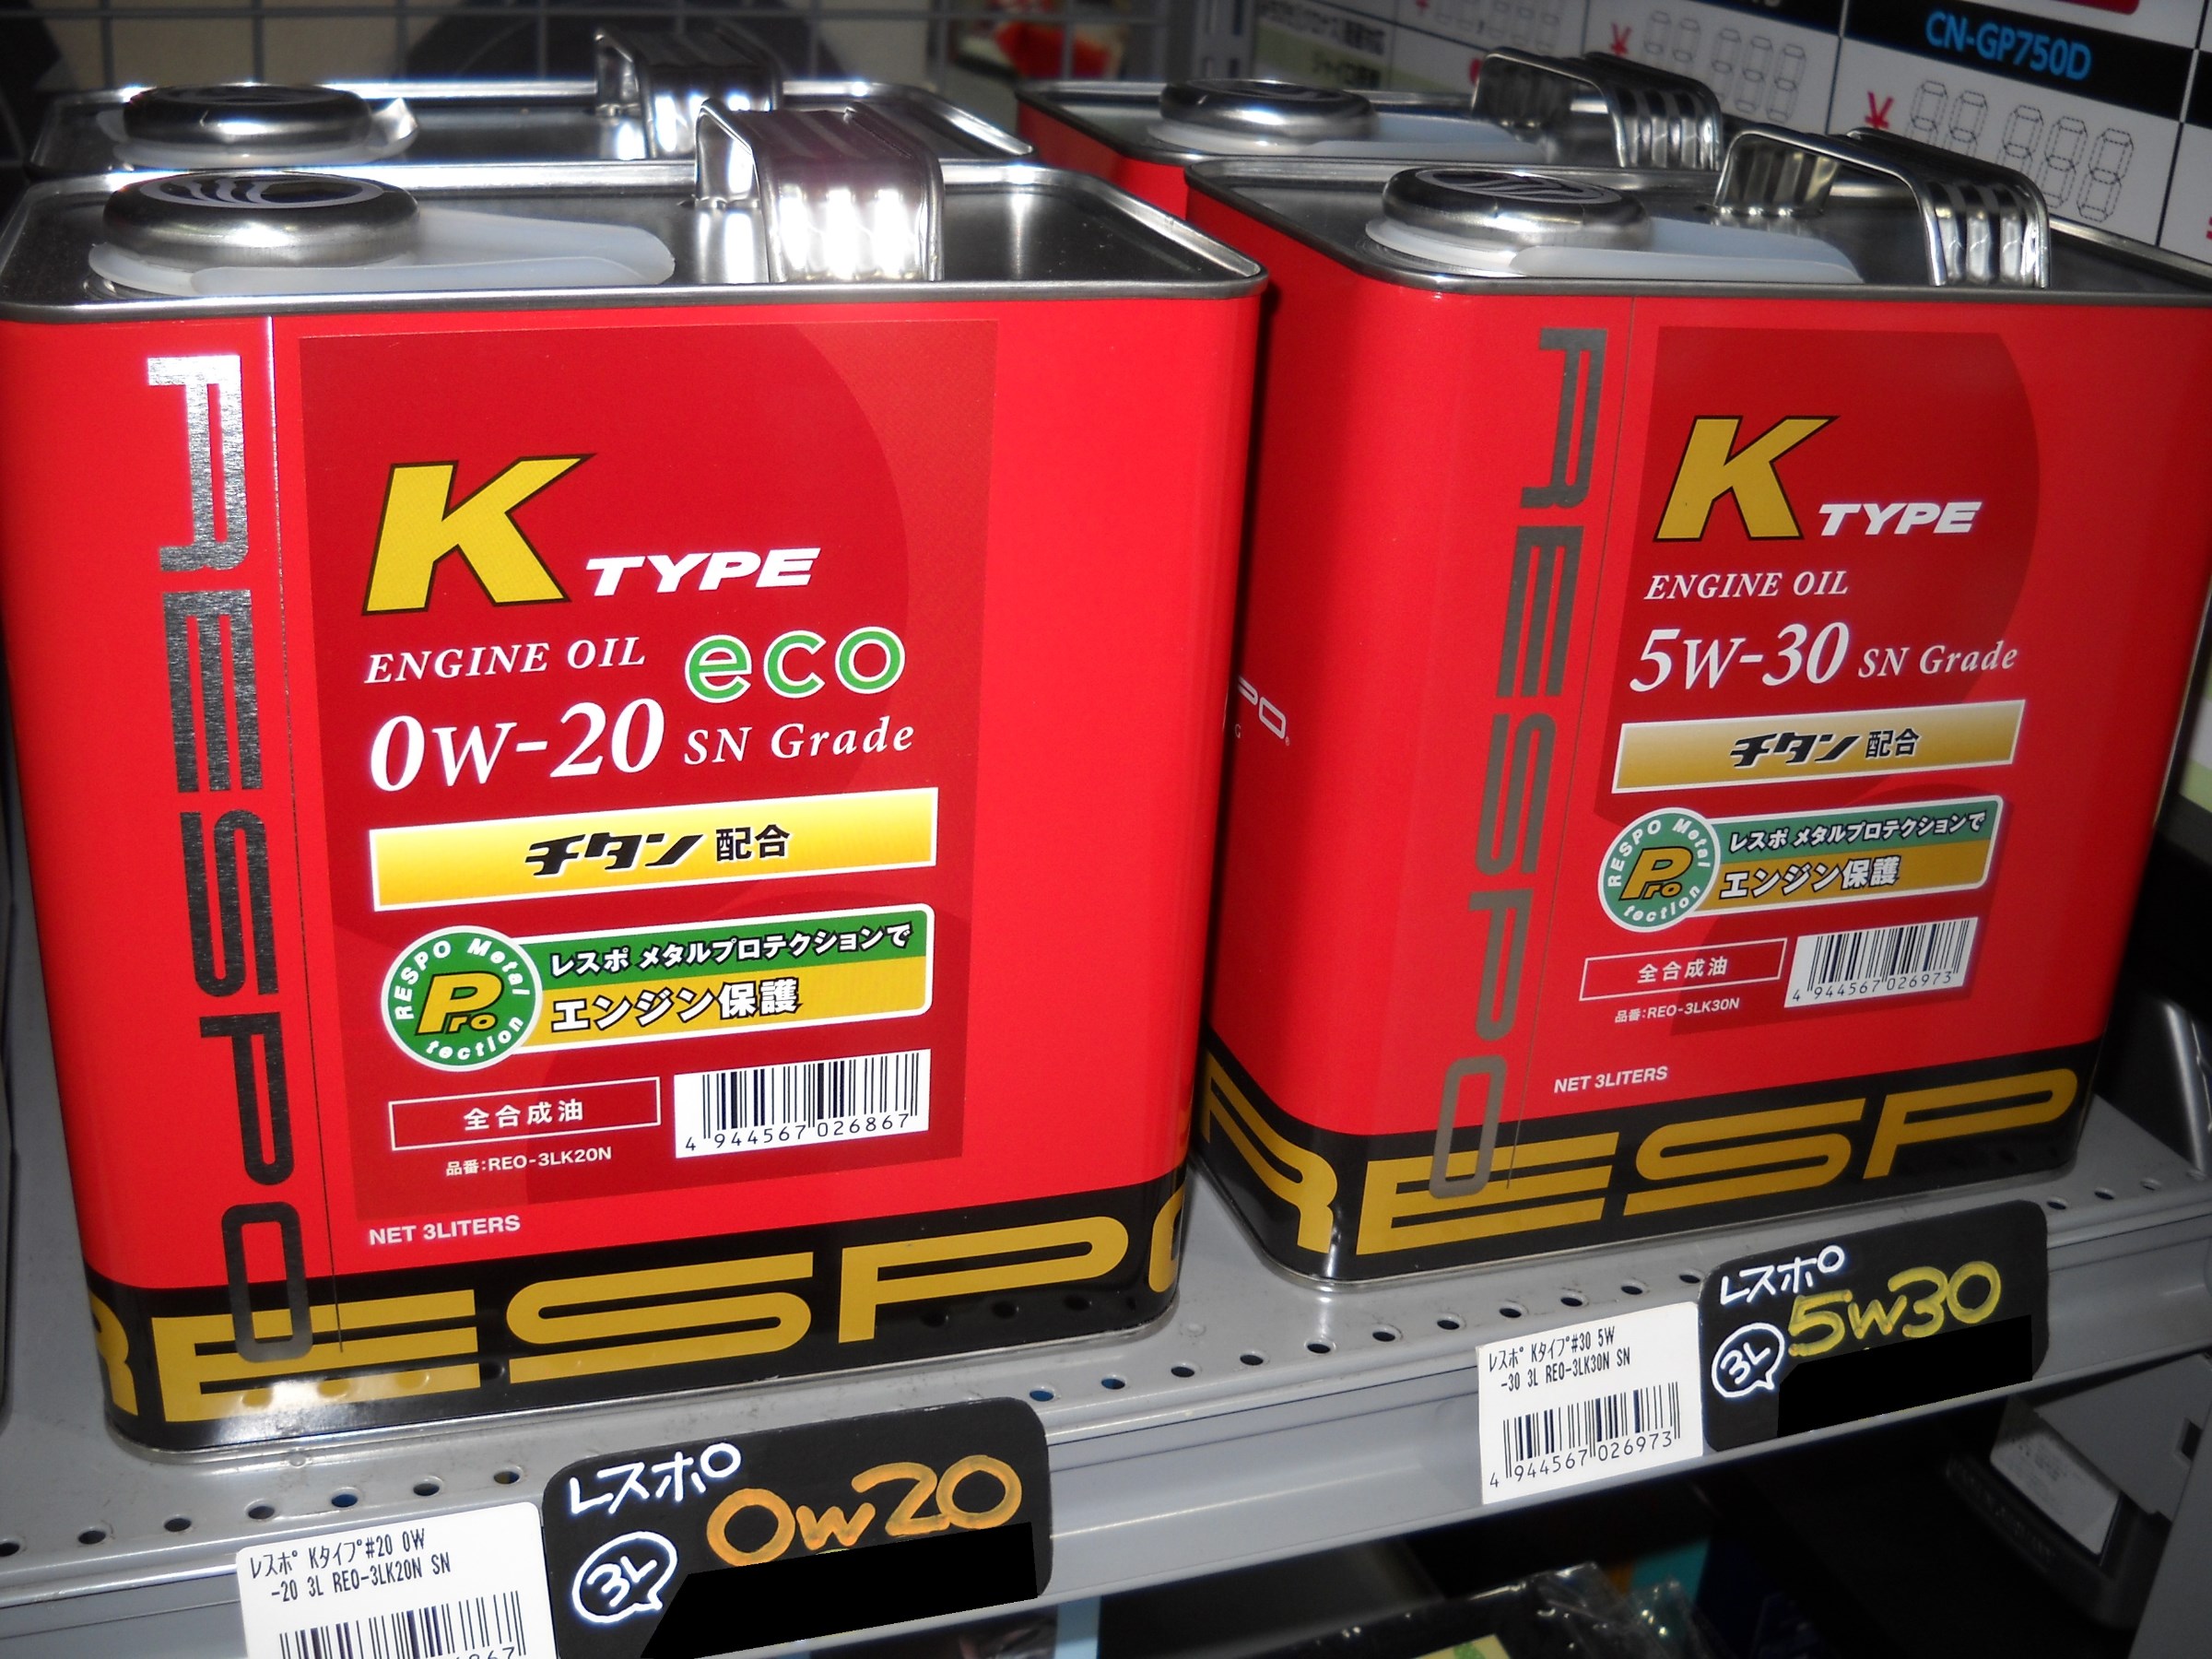 CN-GP750D
¥
¥
RESPO
K TYPE
ENGINE OIL eco
0W-20 SN Grade
チタン 配合
RESPO Metal Protection
レスポ メタルプロテクションで
エンジン保護
全合成油
4 944567 026867
品番:REO-3LK20N
NET 3LITERS
RESPO
RESPO
K TYPE
ENGINE OIL
5W-30 SN Grade
チタン 配合
RESPO Metal Protection
レスポ メタルプロテクションで
エンジン保護
全合成油
4 944567 026973
品番:REO-3LK30N
NET 3LITERS
RESP
レスポ Kタイプ#20 0W
-20 3L REO-3LK20N SN
レスポ
0w20
3L
レスポ Kタイプ#30 5W
-30 3L REO-3LK30N SN
4 944567 026973
レスポ
5w30
3L